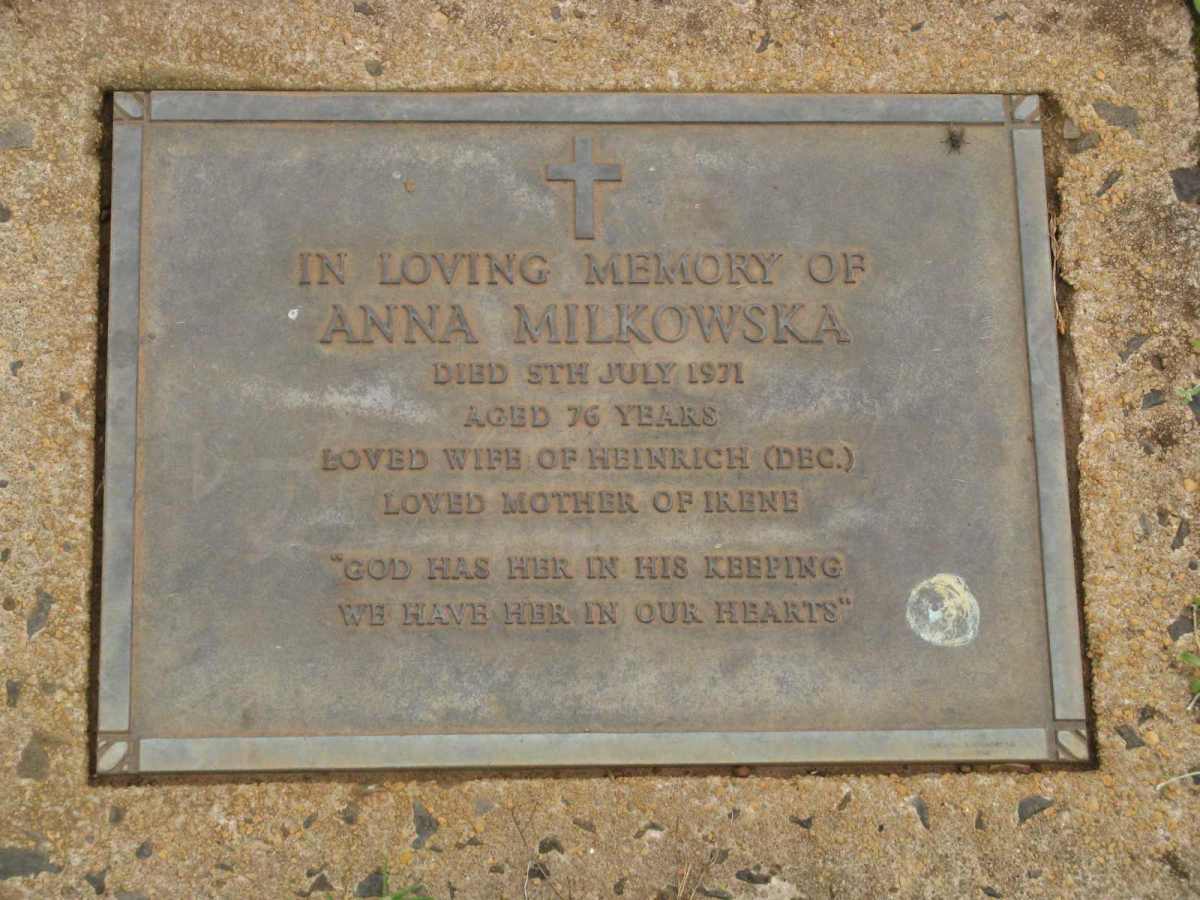 IN LOVING MEMORY OF
ANNA MILKOWSKA
DIED 5TH JULY 1971
AGED 76 YEARS
LOVED WIFE OF HEINRICH (DEC.)
LOVED MOTHER OF IRENE
"GOD HAS HER IN HIS KEEPING
WE HAVE HER IN OUR HEARTS"